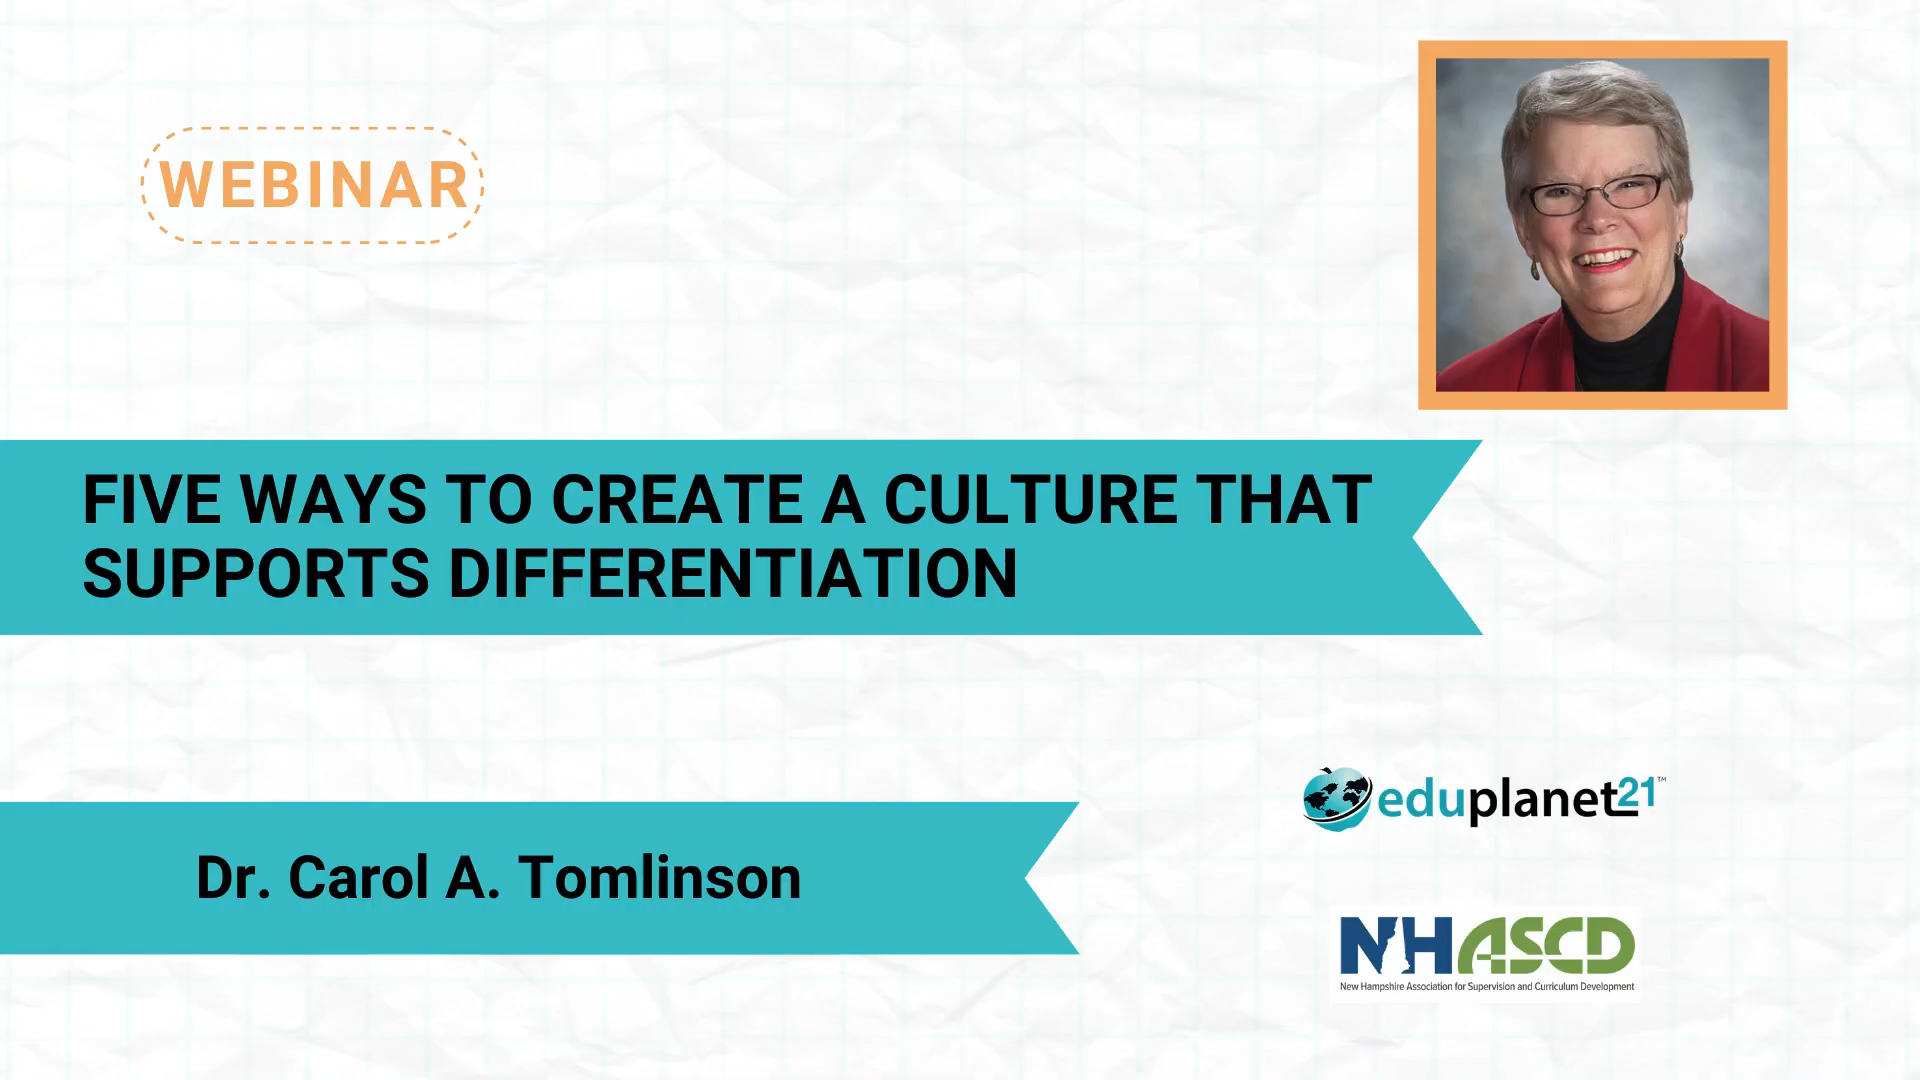 WEBINAR
FIVE WAYS TO CREATE A CULTURE THAT
SUPPORTS DIFFERENTIATION
Dr. Carol A. Tomlinson
eduplanet21™
NHASCD
New Hampshire Association for Supervision and Curriculum Development